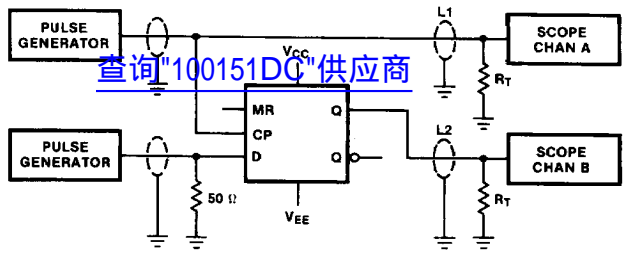 PULSE
GENERATOR
L1
SCOPE
CHAN A
VCC
RT
查询"100151DC"供应商
MR
Q
CP
L2
PULSE
GENERATOR
D
Q
SCOPE
CHAN B
50 Ω
VEE
RT